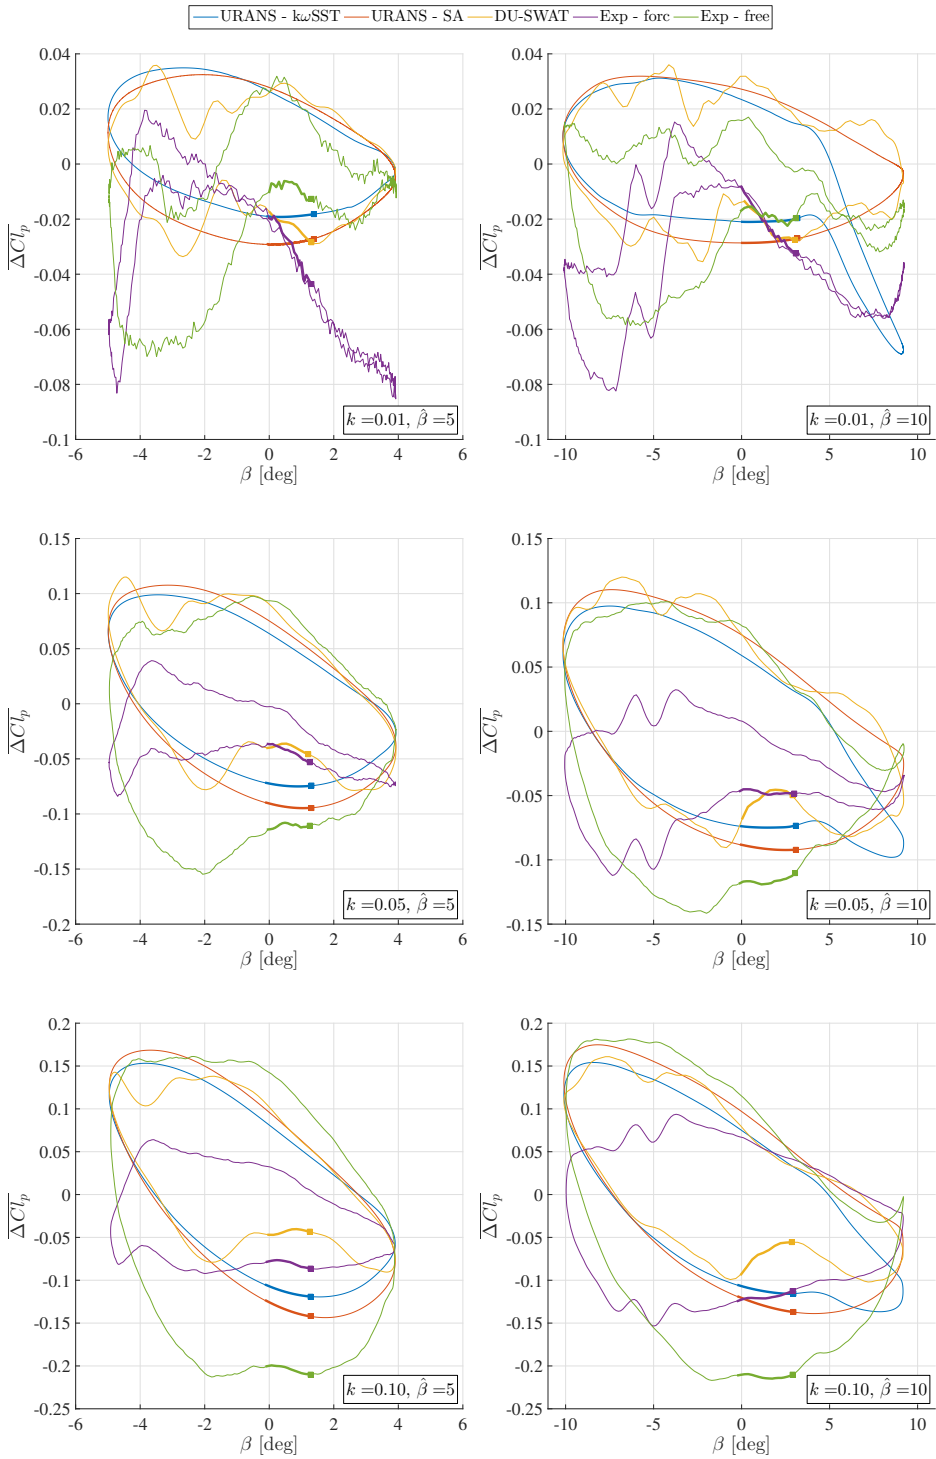 URANS - kωSST URANS - SA DU-SWAT Exp - forc Exp - free
0.04
0.02
0
-0.02
-0.04
-0.06
-0.08
-0.1
ΔCl_p
k =0.01, β̂ =5
-6 -4 -2 0 2 4 6
β [deg]
0.04
0.02
0
-0.02
-0.04
-0.06
-0.08
-0.1
ΔCl_p
k =0.01, β̂ =10
-10 -5 0 5 10
β [deg]
0.15
0.1
0.05
0
-0.05
-0.1
-0.15
-0.2
ΔCl_p
k =0.05, β̂ =5
-6 -4 -2 0 2 4 6
β [deg]
0.15
0.1
0.05
0
-0.05
-0.1
-0.15
ΔCl_p
k =0.05, β̂ =10
-10 -5 0 5 10
β [deg]
0.2
0.15
0.1
0.05
0
-0.05
-0.1
-0.15
-0.2
-0.25
ΔCl_p
k =0.10, β̂ =5
-6 -4 -2 0 2 4 6
β [deg]
0.2
0.15
0.1
0.05
0
-0.05
-0.1
-0.15
-0.2
-0.25
ΔCl_p
k =0.10, β̂ =10
-10 -5 0 5 10
β [deg]